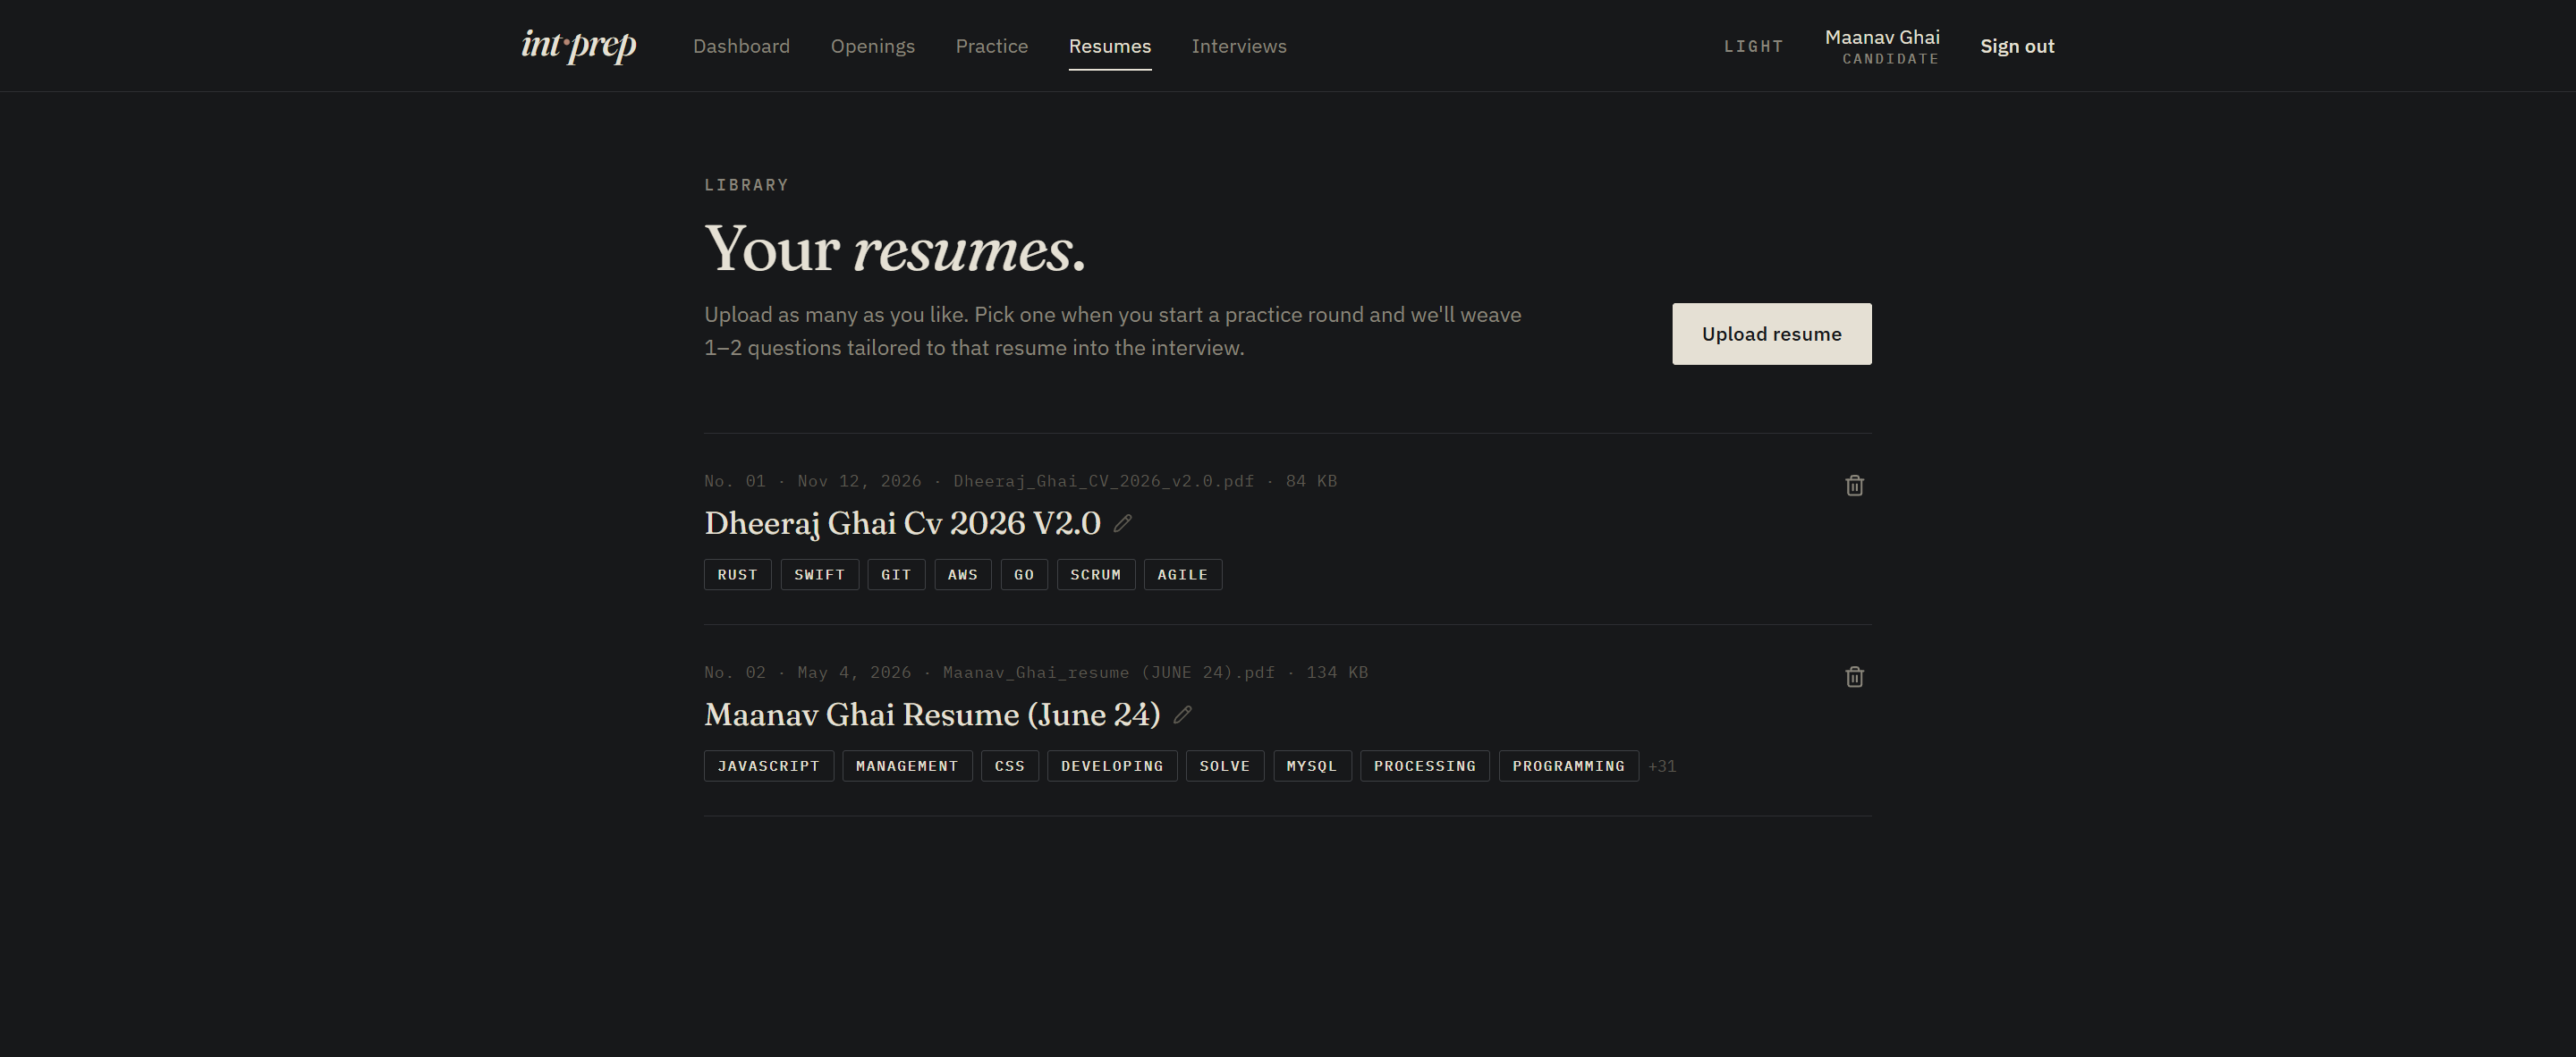 int·prep Dashboard Openings Practice Resumes Interviews LIGHT Maanav Ghai Sign out
CANDIDATE
LIBRARY
Your resumes.
Upload as many as you like. Pick one when you start a practice round and we'll weave
1–2 questions tailored to that resume into the interview.
Upload resume
No. 01 · Nov 12, 2026 · Dheeraj_Ghai_CV_2026_v2.0.pdf · 84 KB
Dheeraj Ghai Cv 2026 V2.0
RUST SWIFT GIT AWS GO SCRUM AGILE
No. 02 · May 4, 2026 · Maanav_Ghai_resume (JUNE 24).pdf · 134 KB
Maanav Ghai Resume (June 24)
JAVASCRIPT MANAGEMENT CSS DEVELOPING SOLVE MYSQL PROCESSING PROGRAMMING +31